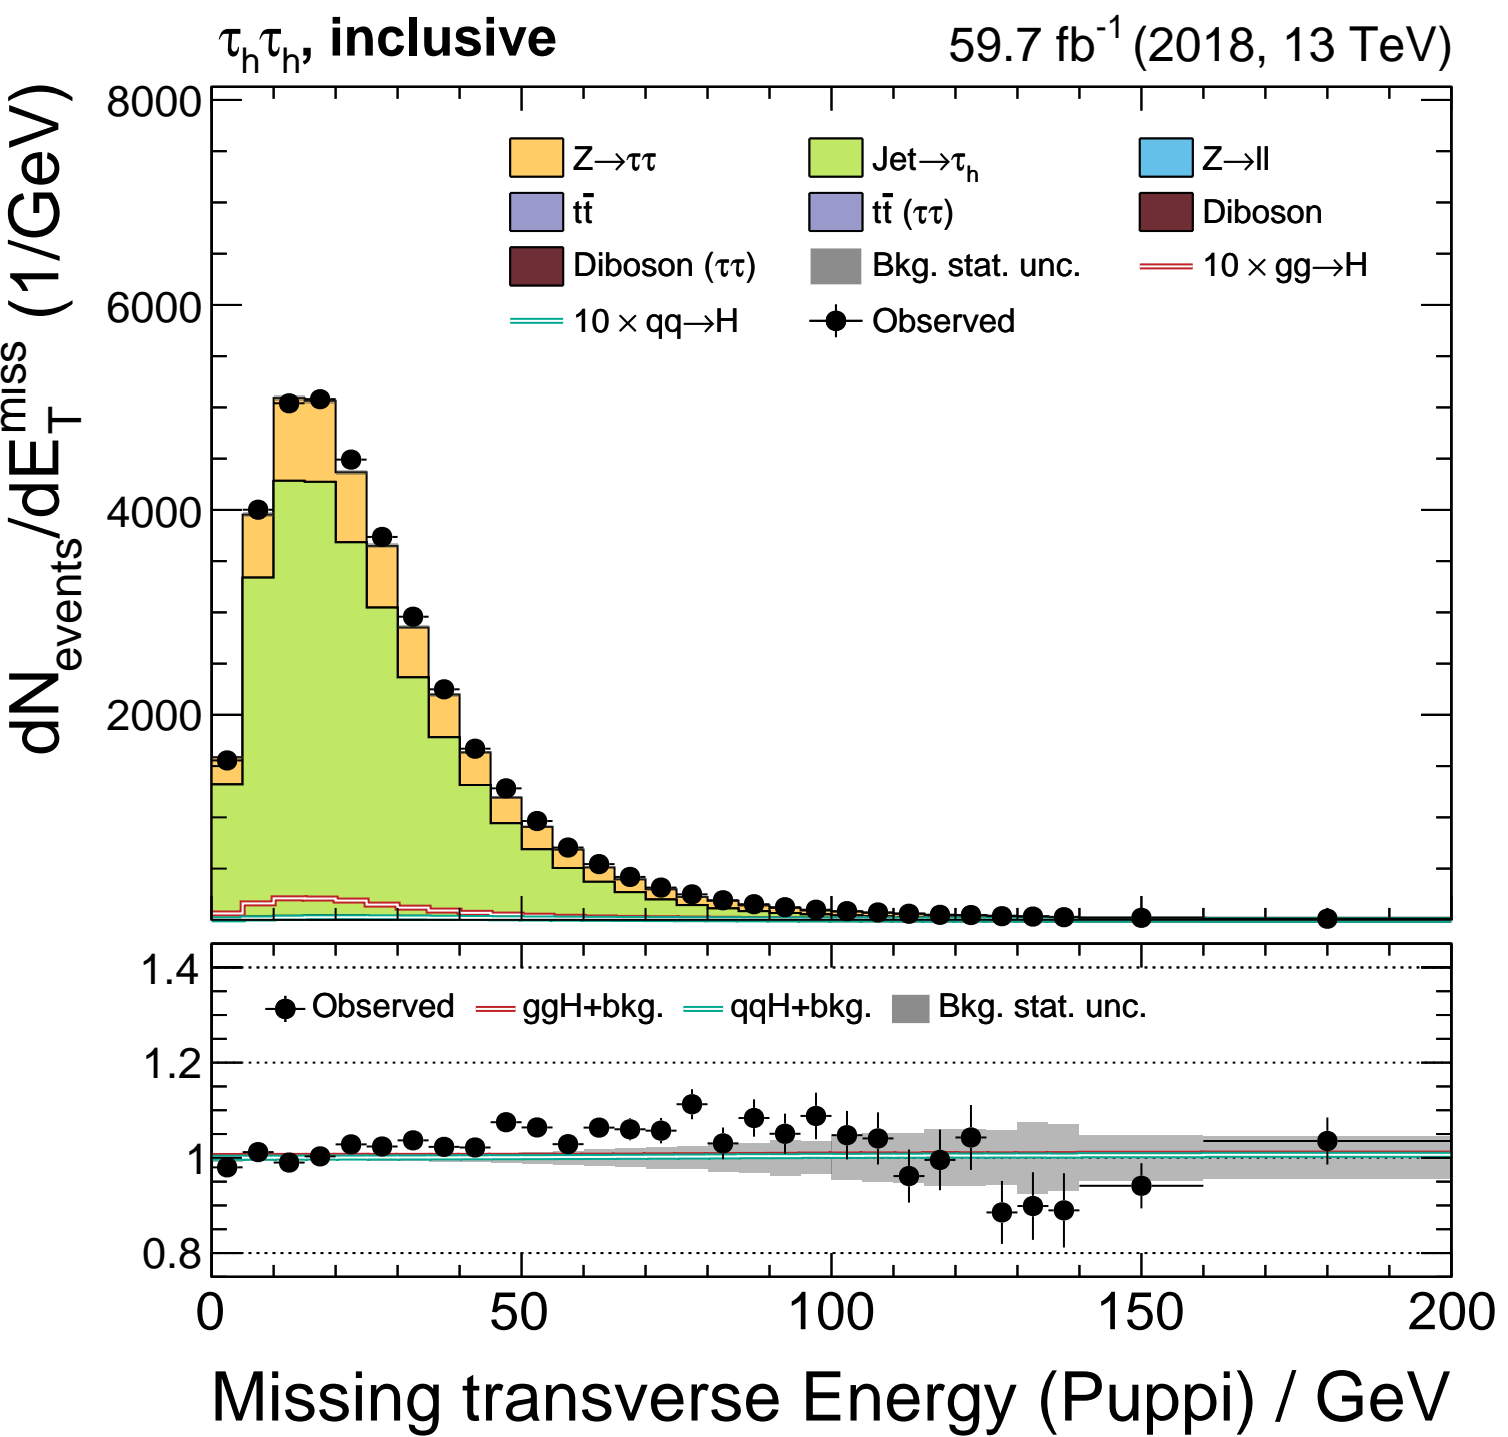 τhτh, inclusive
59.7 fb-1 (2018, 13 TeV)
dNevents/dETmiss (1/GeV)
8000
6000
4000
2000
Z→ττ Jet→τh Z→ll
tt̄ tt̄ (ττ) Diboson
Diboson (ττ) Bkg. stat. unc. 10 × gg→H
10 × qq→H Observed
1.4
1.2
1
0.8
Observed ggH+bkg. qqH+bkg. Bkg. stat. unc.
0 50 100 150 200
Missing transverse Energy (Puppi) / GeV